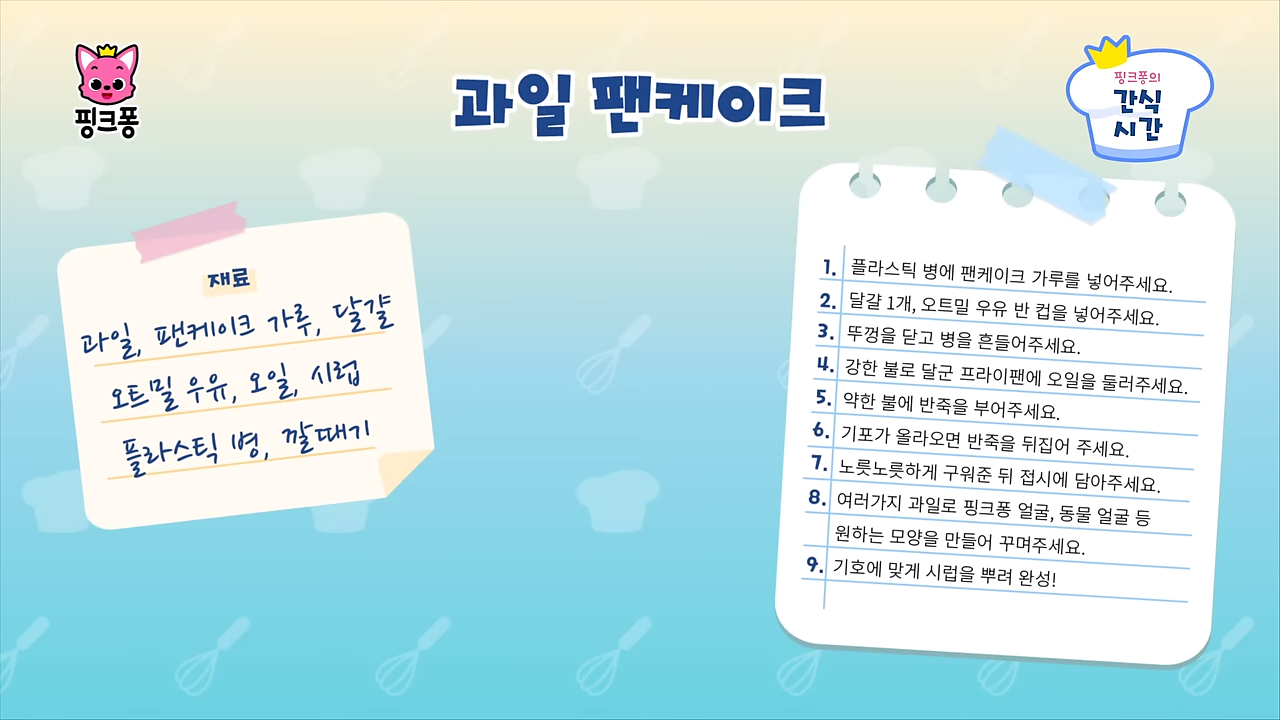 핑크퐁
과일 팬케이크
핑크퐁의
간식
시간
재료
과일, 팬케이크 가루, 달걀
오트밀 우유, 오일, 시럽
플라스틱 병, 깔때기
1. 플라스틱 병에 팬케이크 가루를 넣어주세요.
2. 달걀 1개, 오트밀 우유 반 컵을 넣어주세요.
3. 뚜껑을 닫고 병을 흔들어주세요.
4. 강한 불로 달군 프라이팬에 오일을 둘러주세요.
5. 약한 불에 반죽을 부어주세요.
6. 기포가 올라오면 반죽을 뒤집어 주세요.
7. 노릇노릇하게 구워준 뒤 접시에 담아주세요.
8. 여러가지 과일로 핑크퐁 얼굴, 동물 얼굴 등
원하는 모양을 만들어 꾸며주세요.
9. 기호에 맞게 시럽을 뿌려 완성!